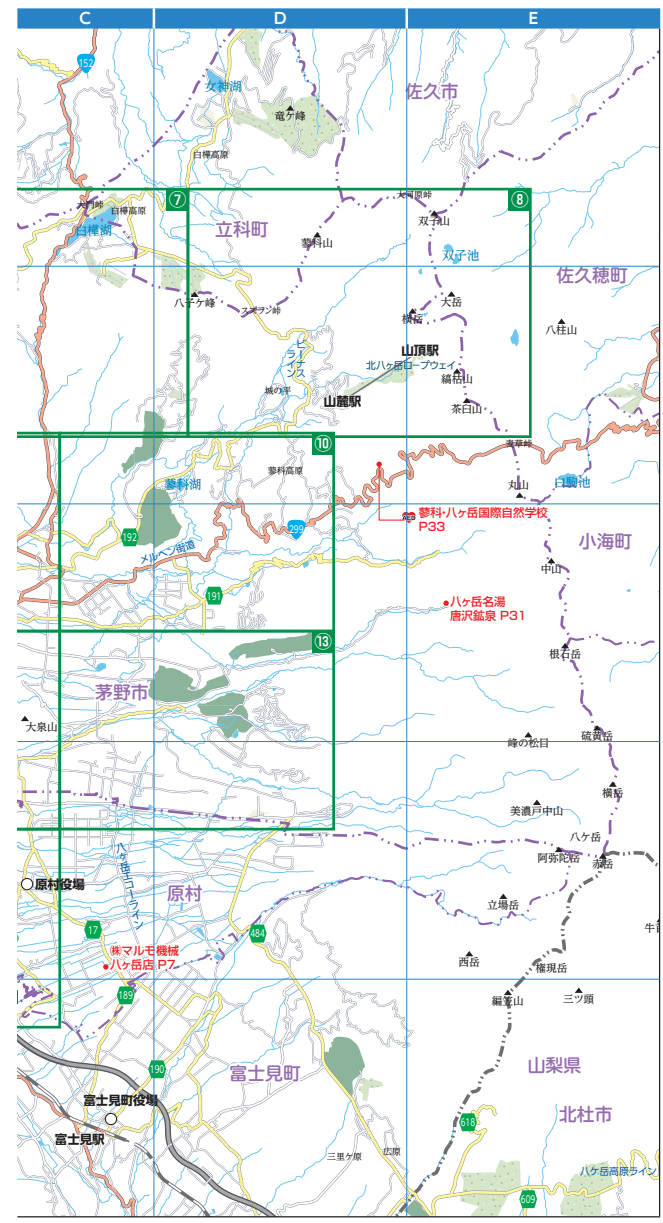 C
D
E
152
女神湖
竜ケ峰
佐久市
白樺高原
⑦
大河原峠
⑧
大門峠
白樺高原
双子山
白樺湖
立科町
蓼科山
双子池
佐久穂町
八子ケ峰
大岳
スズラン峠
横岳
八柱山
ビーナス
ライン
山頂駅
北八ヶ岳ロープウェイ
縞枯山
城の平
山麓駅
茶臼山
⑩
麦草峠
蓼科高原
蓼科湖
丸山
白駒池
蓼科・八ヶ岳国際自然学校
P33
299
192
メルヘン街道
小海町
中山
191
八ヶ岳名湯
唐沢鉱泉 P31
⑬
根石岳
茅野市
大泉山
硫黄岳
峰の松目
横岳
美濃戸中山
八ケ岳
阿弥陀岳
赤岳
八ヶ岳エコーライン
原村役場
原村
立場岳
17
484
牛首
㈱マルモ機械
八ヶ岳店 P7
西岳
権現岳
189
編笠山
三ツ頭
190
富士見町
山梨県
富士見町役場
北杜市
618
富士見駅
三里ケ原
広原
八ケ岳高原ライン
609